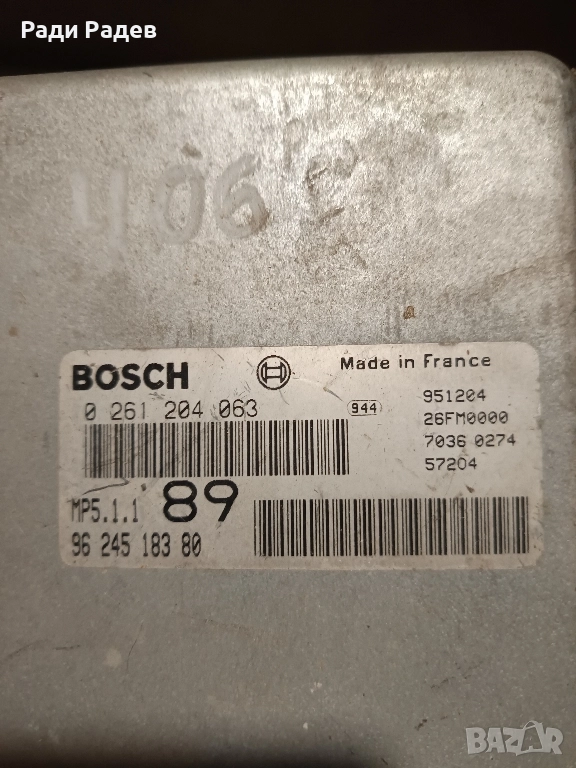 Ради Радев
406
BOSCH
Made in France
0 261 204 063
944
951204
26FM0000
7036 0274
57204
MP5.1.1 89
96 245 183 80
BAZAR